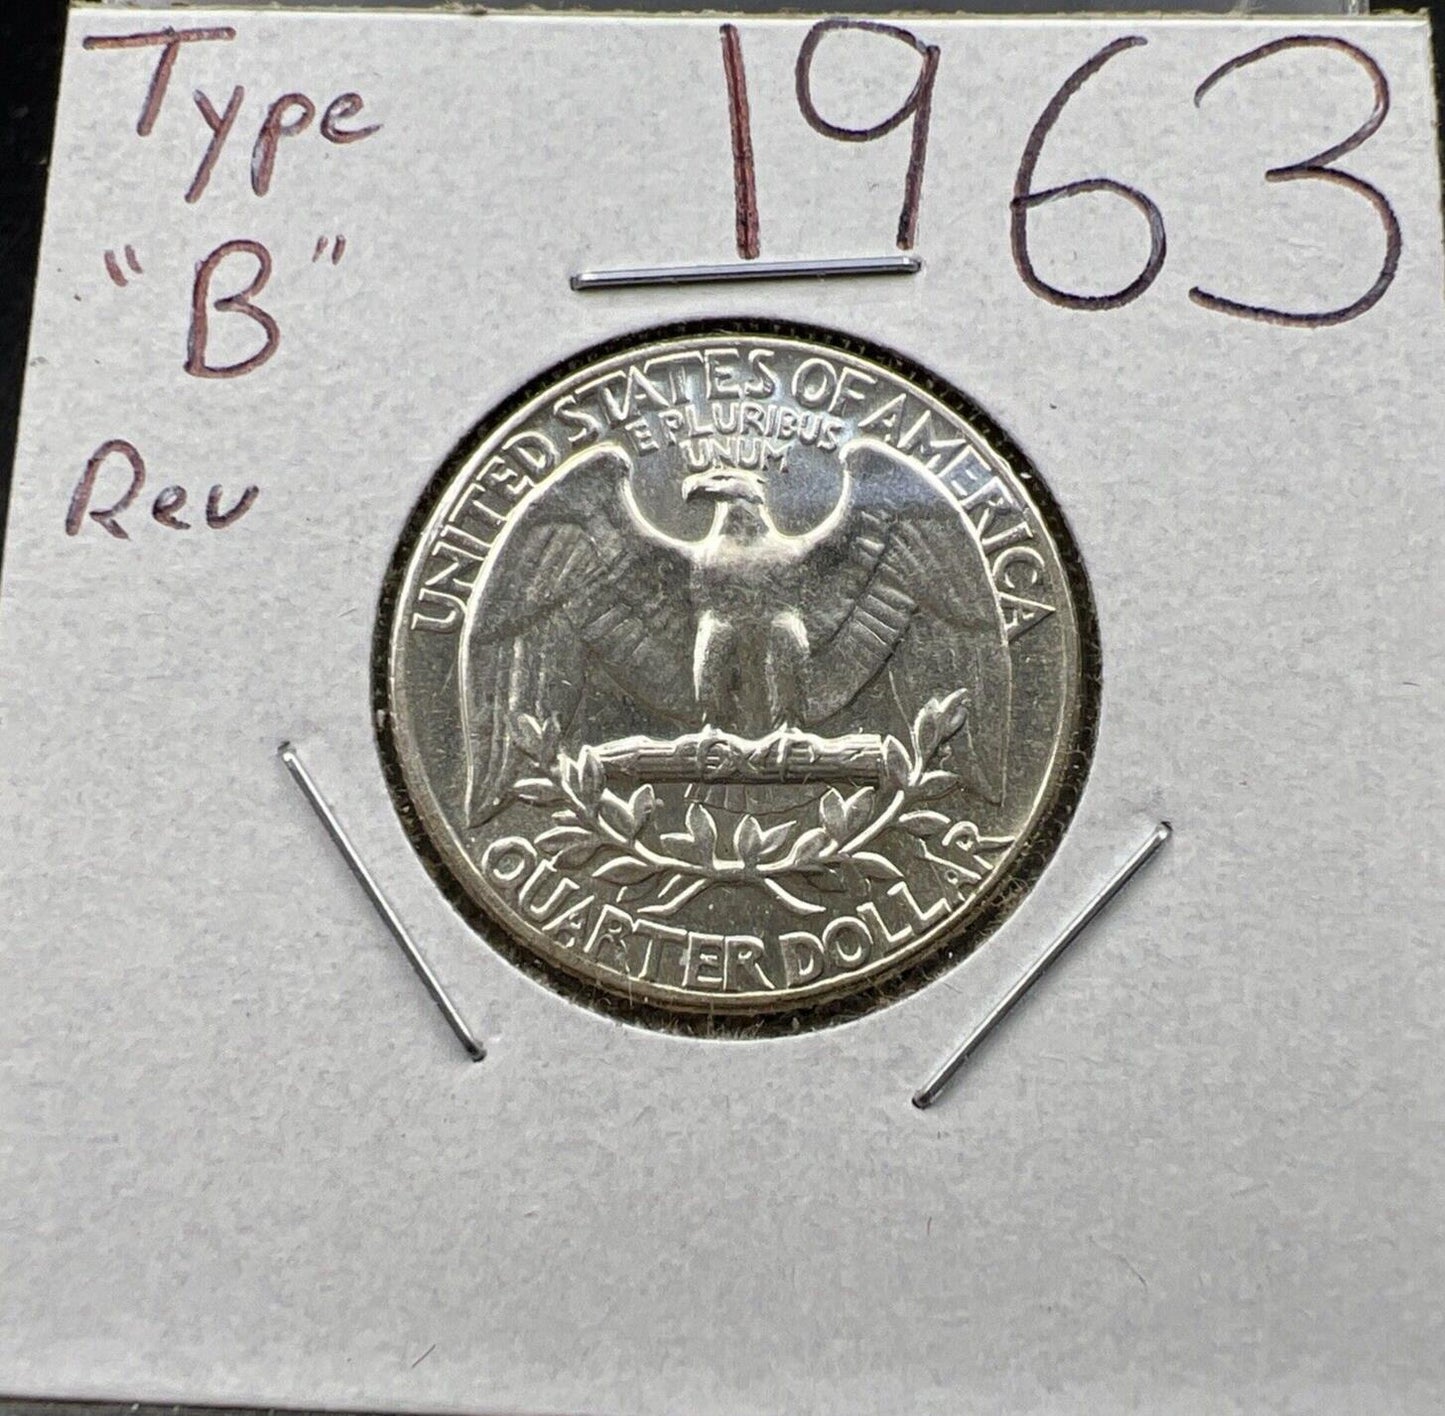 Type
"B"
Rev
1963
UNITED STATES OF AMERICA
E PLURIBUS
UNUM
QUARTER DOLLAR